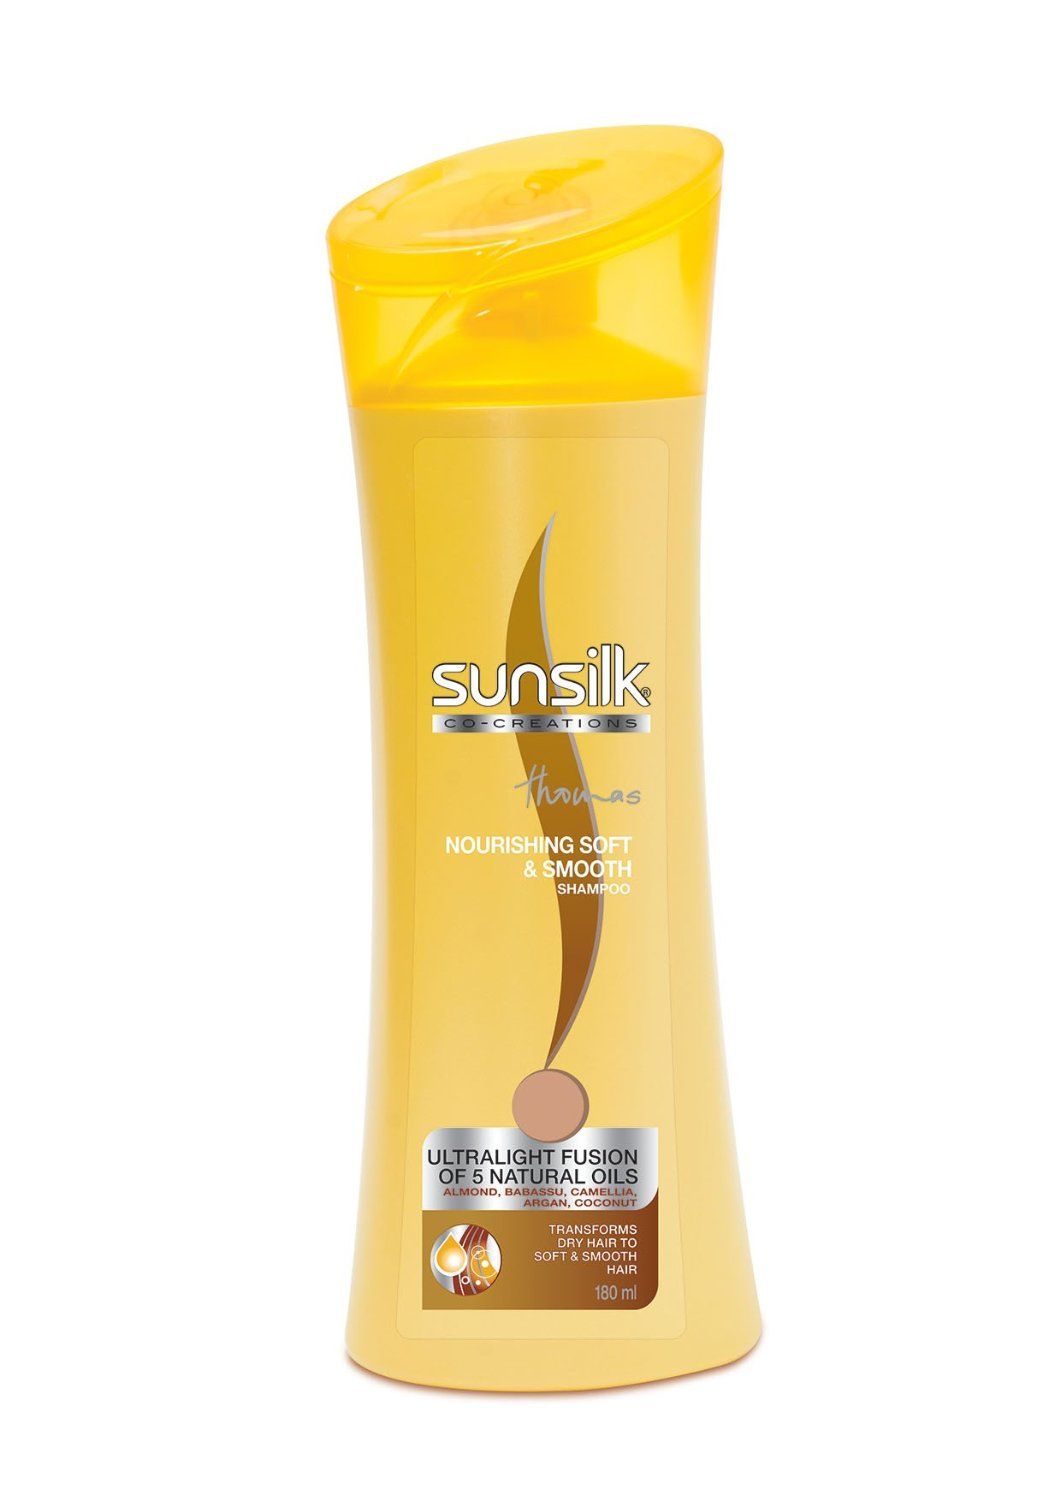 sunsilk®
CO-CREATIONS
thomas
NOURISHING SOFT
& SMOOTH
SHAMPOO
ULTRALIGHT FUSION
OF 5 NATURAL OILS
ALMOND, BABASSU, CAMELLIA,
ARGAN, COCONUT
TRANSFORMS
DRY HAIR TO
SOFT & SMOOTH
HAIR
180 ml